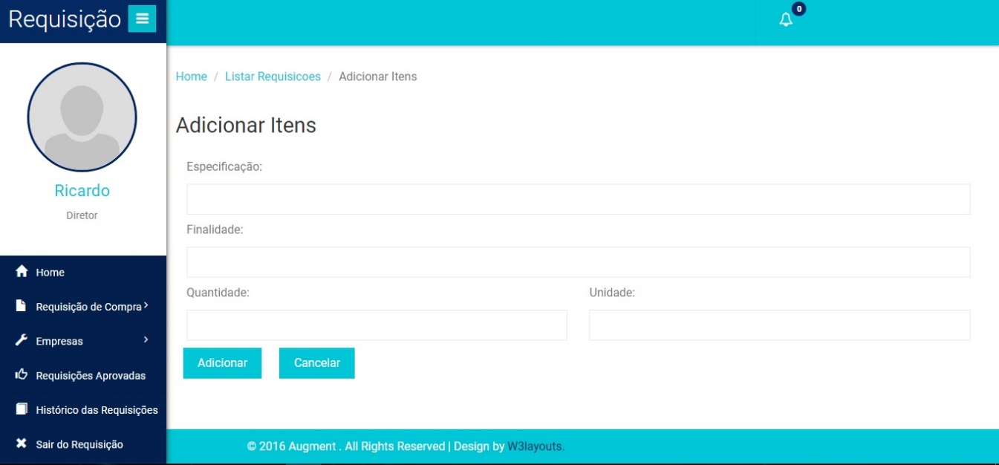 Requisição
0
Ricardo
Diretor
Home
Requisição de Compra
Empresas
Requisições Aprovadas
Histórico das Requisições
Sair do Requisição
Home / Listar Requisicoes / Adicionar Itens
Adicionar Itens
Especificação:
Finalidade:
Quantidade: Unidade:
Adicionar Cancelar
© 2016 Augment . All Rights Reserved | Design by W3layouts.